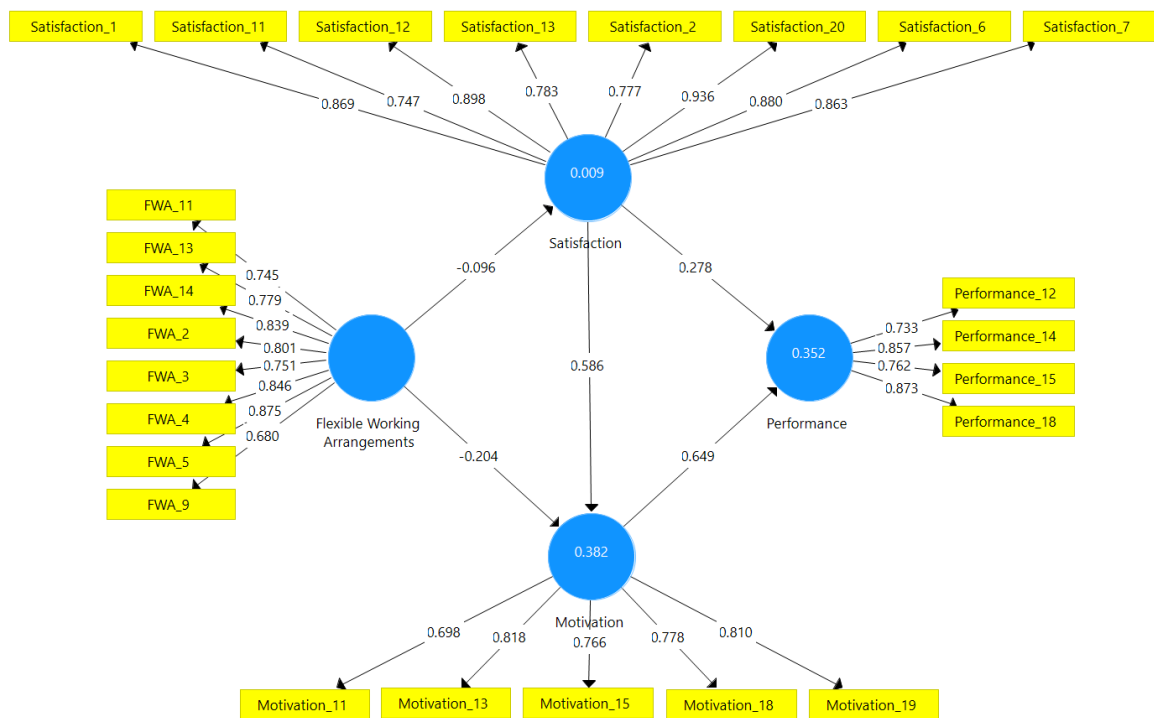 Satisfaction_1
Satisfaction_11
Satisfaction_12
Satisfaction_13
Satisfaction_2
Satisfaction_20
Satisfaction_6
Satisfaction_7
0.869
0.747
0.898
0.783
0.777
0.936
0.880
0.863
0.009
Satisfaction
FWA_11
FWA_13
FWA_14
FWA_2
FWA_3
FWA_4
FWA_5
FWA_9
0.745
0.779
0.839
0.801
0.751
0.846
0.875
0.680
Flexible Working
Arrangements
-0.096
0.278
0.586
-0.204
0.649
0.352
Performance
0.733
0.857
0.762
0.873
Performance_12
Performance_14
Performance_15
Performance_18
0.382
Motivation
0.698
0.818
0.766
0.778
0.810
Motivation_11
Motivation_13
Motivation_15
Motivation_18
Motivation_19